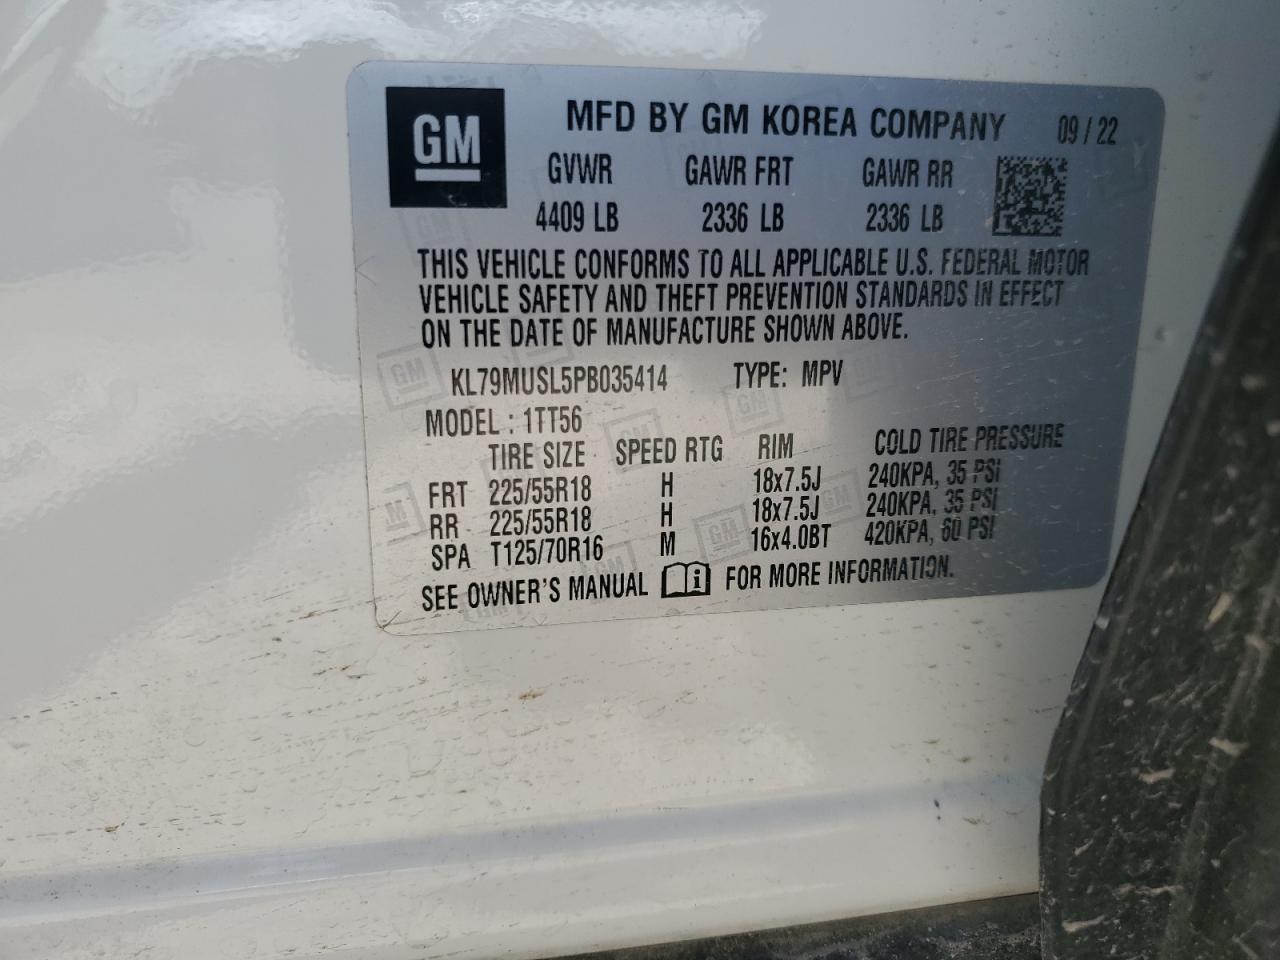 GM
MFD BY GM KOREA COMPANY 09 / 22
GVWR GAWR FRT GAWR RR
4409 LB 2336 LB 2336 LB
THIS VEHICLE CONFORMS TO ALL APPLICABLE U.S. FEDERAL MOTOR
VEHICLE SAFETY AND THEFT PREVENTION STANDARDS IN EFFECT
ON THE DATE OF MANUFACTURE SHOWN ABOVE.
KL79MUSL5PB035414 TYPE: MPV
MODEL : 1TT56
TIRE SIZE SPEED RTG RIM COLD TIRE PRESSURE
FRT 225/55R18 H 18x7.5J 240KPA, 35 PSI
RR 225/55R18 H 18x7.5J 240KPA, 35 PSI
SPA T125/70R16 M 16x4.0BT 420KPA, 60 PSI
SEE OWNER'S MANUAL FOR MORE INFORMATION.